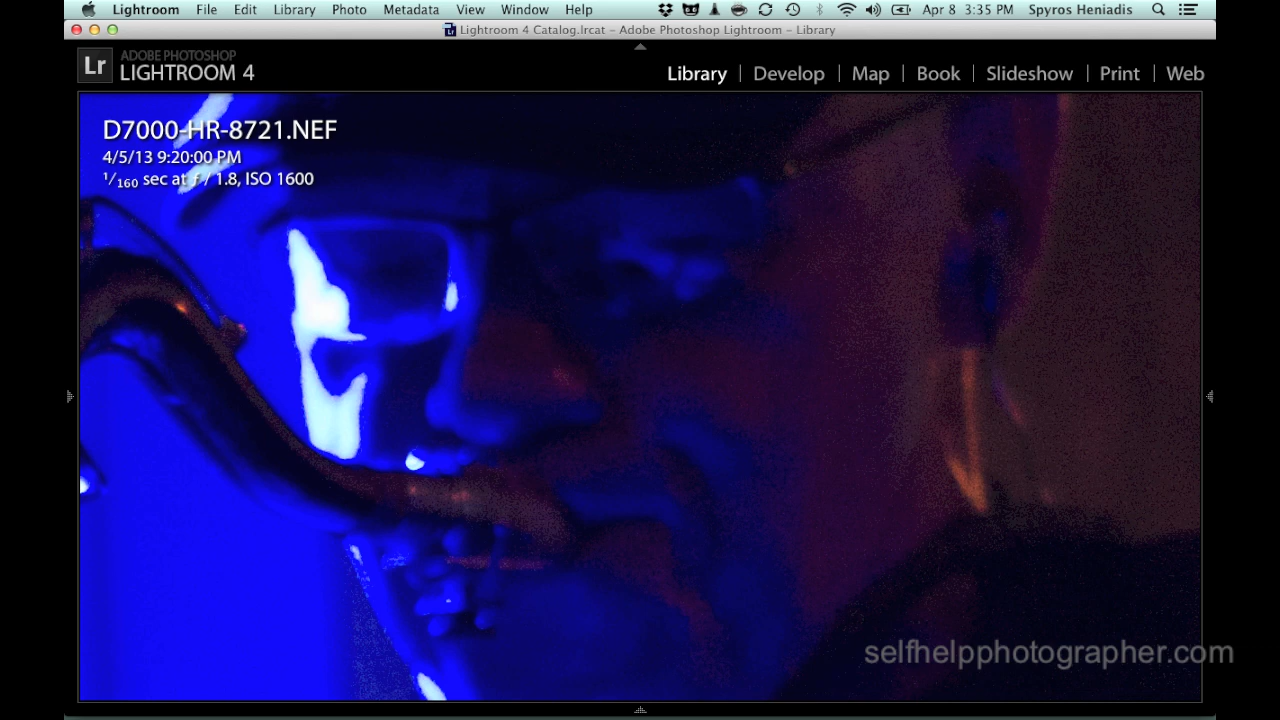 Lightroom File Edit Library Photo Metadata View Window Help Apr 8 3:35 PM Spyros Heniadis
Lightroom 4 Catalog.lrcat – Adobe Photoshop Lightroom – Library
Lr ADOBE PHOTOSHOP
LIGHTROOM 4
Library | Develop | Map | Book | Slideshow | Print | Web
D7000-HR-8721.NEF
4/5/13 9:20:00 PM
1/160 sec at f / 1.8, ISO 1600
selfhelpphotographer.com